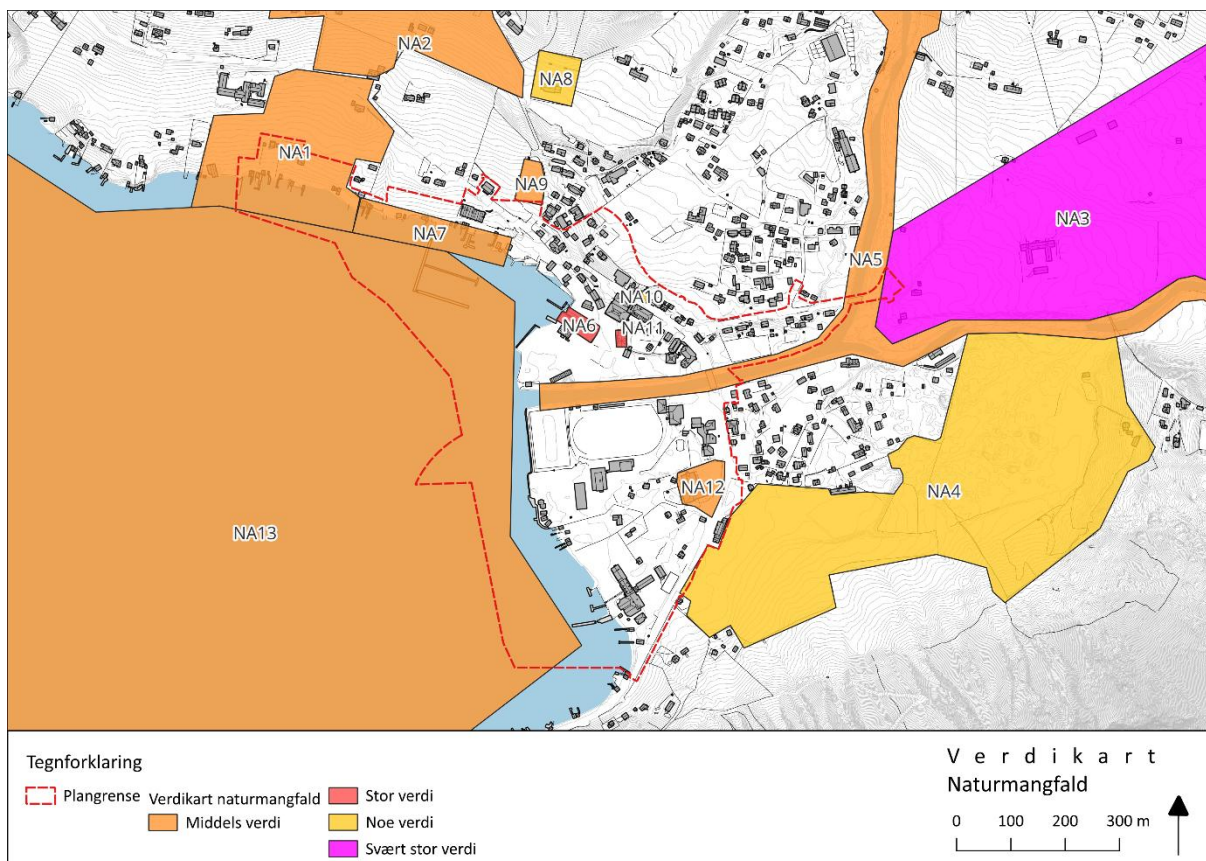 NA2
NA8
NA1
NA9
NA3
NA7
NA5
NA10
NA6
NA11
NA4
NA12
NA13
Tegnforklaring
Plangrense
Verdikart naturmangfald
Middels verdi
Stor verdi
Noe verdi
Svært stor verdi
Verdikart
Naturmangfald
0 100 200 300 m